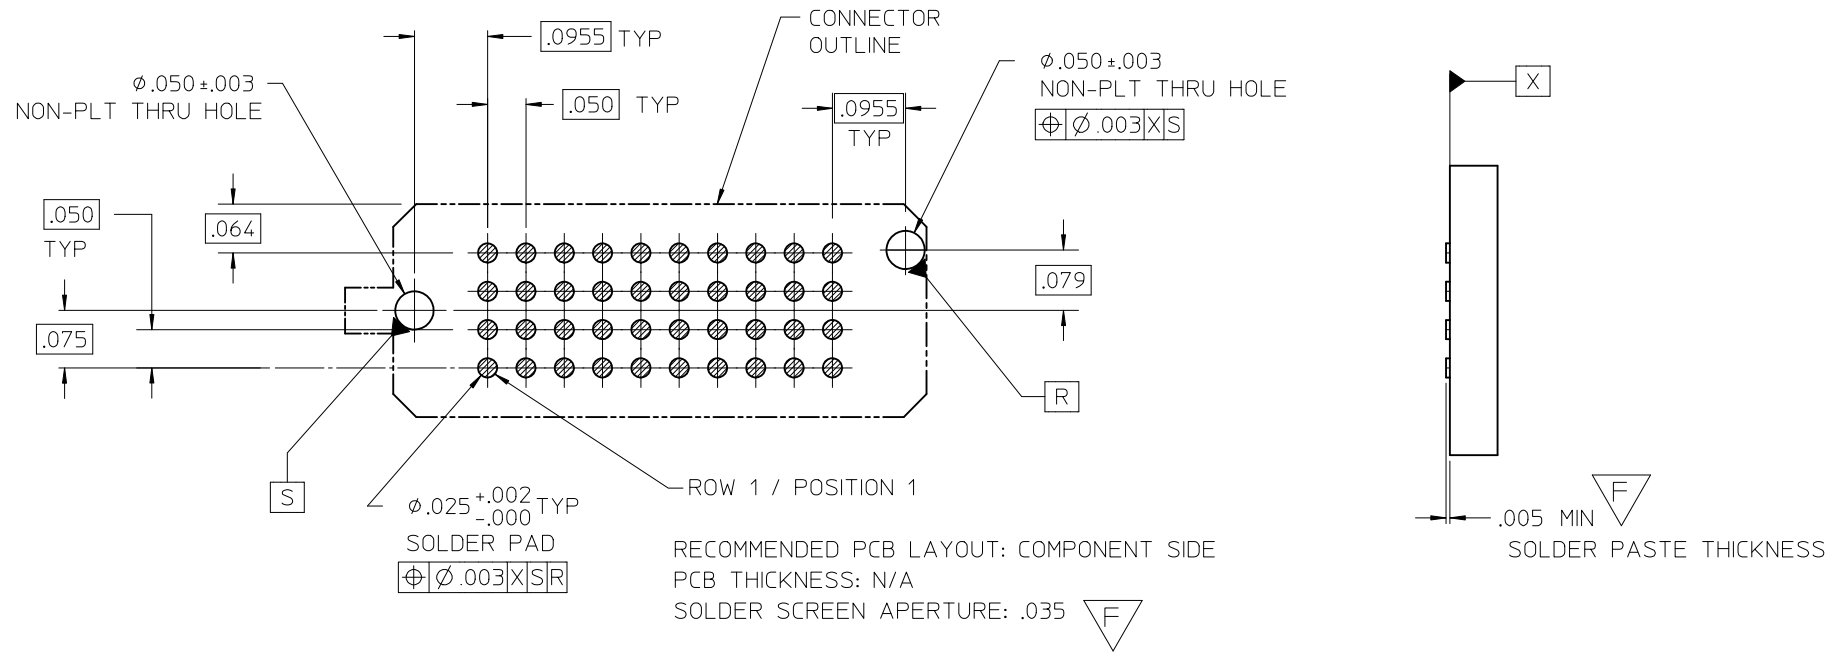 CONNECTOR
OUTLINE
.0955 TYP
Ø.050±.003
NON-PLT THRU HOLE
.050 TYP
.0955
TYP
Ø.050±.003
NON-PLT THRU HOLE
⌖ Ø.003 X S
X
.050
TYP
.064
.079
.075
R
S
ROW 1 / POSITION 1
Ø.025 +.002 -.000 TYP
SOLDER PAD
⌖ Ø.003 X S R
.005 MIN F
SOLDER PASTE THICKNESS
RECOMMENDED PCB LAYOUT: COMPONENT SIDE
PCB THICKNESS: N/A
SOLDER SCREEN APERTURE: .035 F